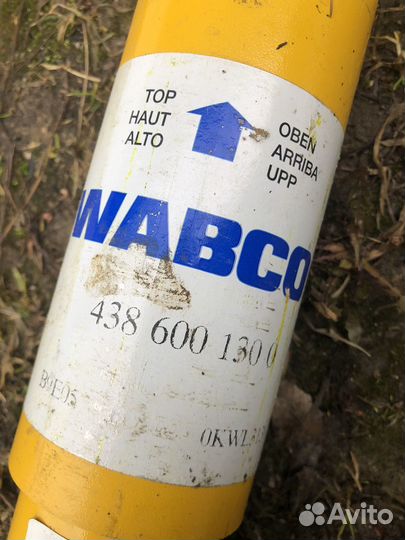 TOP
HAUT
ALTO
OBEN
ARRIBA
UPP
WABCO
438 600 130 0
Avito